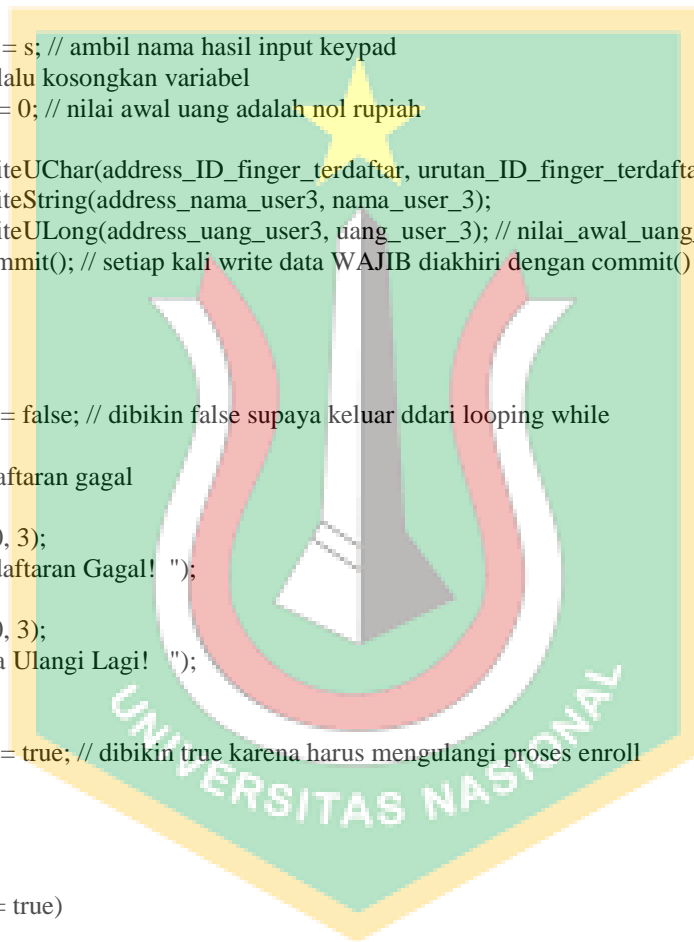 = s; // ambil nama hasil input keypad
lalu kosongkan variabel
= 0; // nilai awal uang adalah nol rupiah
iteUChar(address_ID_finger_terdaftar, urutan_ID_finger_terdafta
iteString(address_nama_user3, nama_user_3);
iteULong(address_uang_user3, uang_user_3); // nilai_awal_uang_
mmit(); // setiap kali write data WAJIB diakhiri dengan commit()
= false; // dibikin false supaya keluar ddari looping while
aftaran gagal
0, 3);
daftaran Gagal! ");
0, 3);
a Ulangi Lagi! ");
= true; // dibikin true karena harus mengulangi proses enroll
UNIVERSITAS NASIONAL
= true)